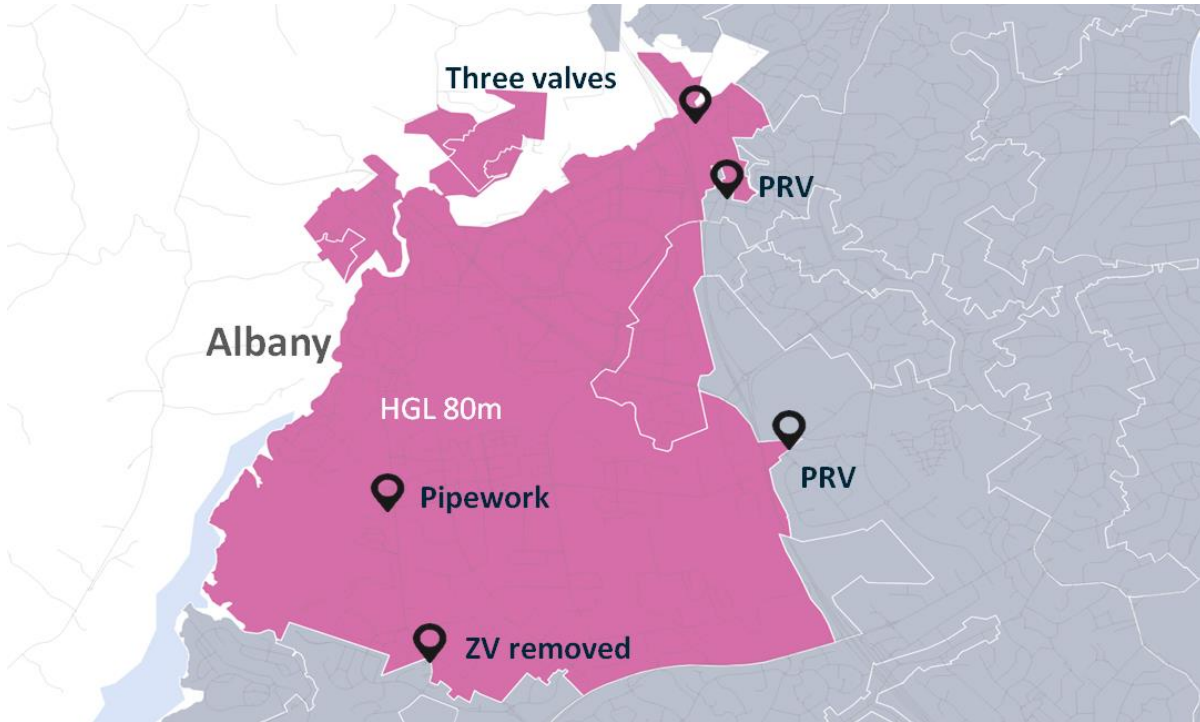 Three valves
PRV
Albany
HGL 80m
PRV
Pipework
ZV removed